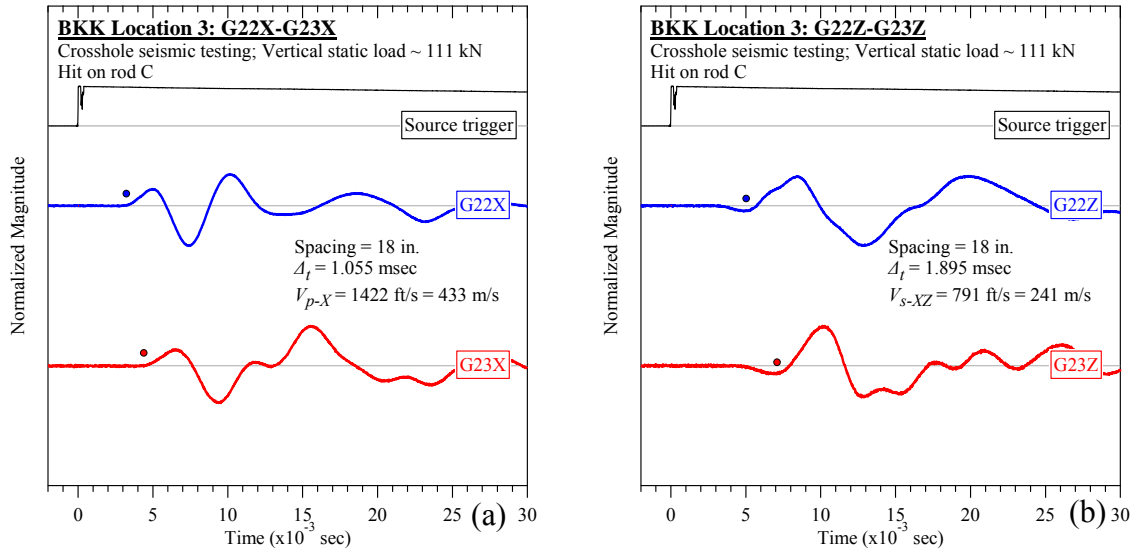 BKK Location 3: G22X-G23X
Crosshole seismic testing; Vertical static load ~ 111 kN
Hit on rod C
Source trigger
G22X
Spacing = 18 in.
Δt = 1.055 msec
Vp-X = 1422 ft/s = 433 m/s
G23X
Normalized Magnitude
0 5 10 15 20 25 30
(a)
Time (x10-3 sec)
BKK Location 3: G22Z-G23Z
Crosshole seismic testing; Vertical static load ~ 111 kN
Hit on rod C
Source trigger
G22Z
Spacing = 18 in.
Δt = 1.895 msec
Vs-XZ = 791 ft/s = 241 m/s
G23Z
Normalized Magnitude
0 5 10 15 20 25 30
(b)
Time (x10-3 sec)